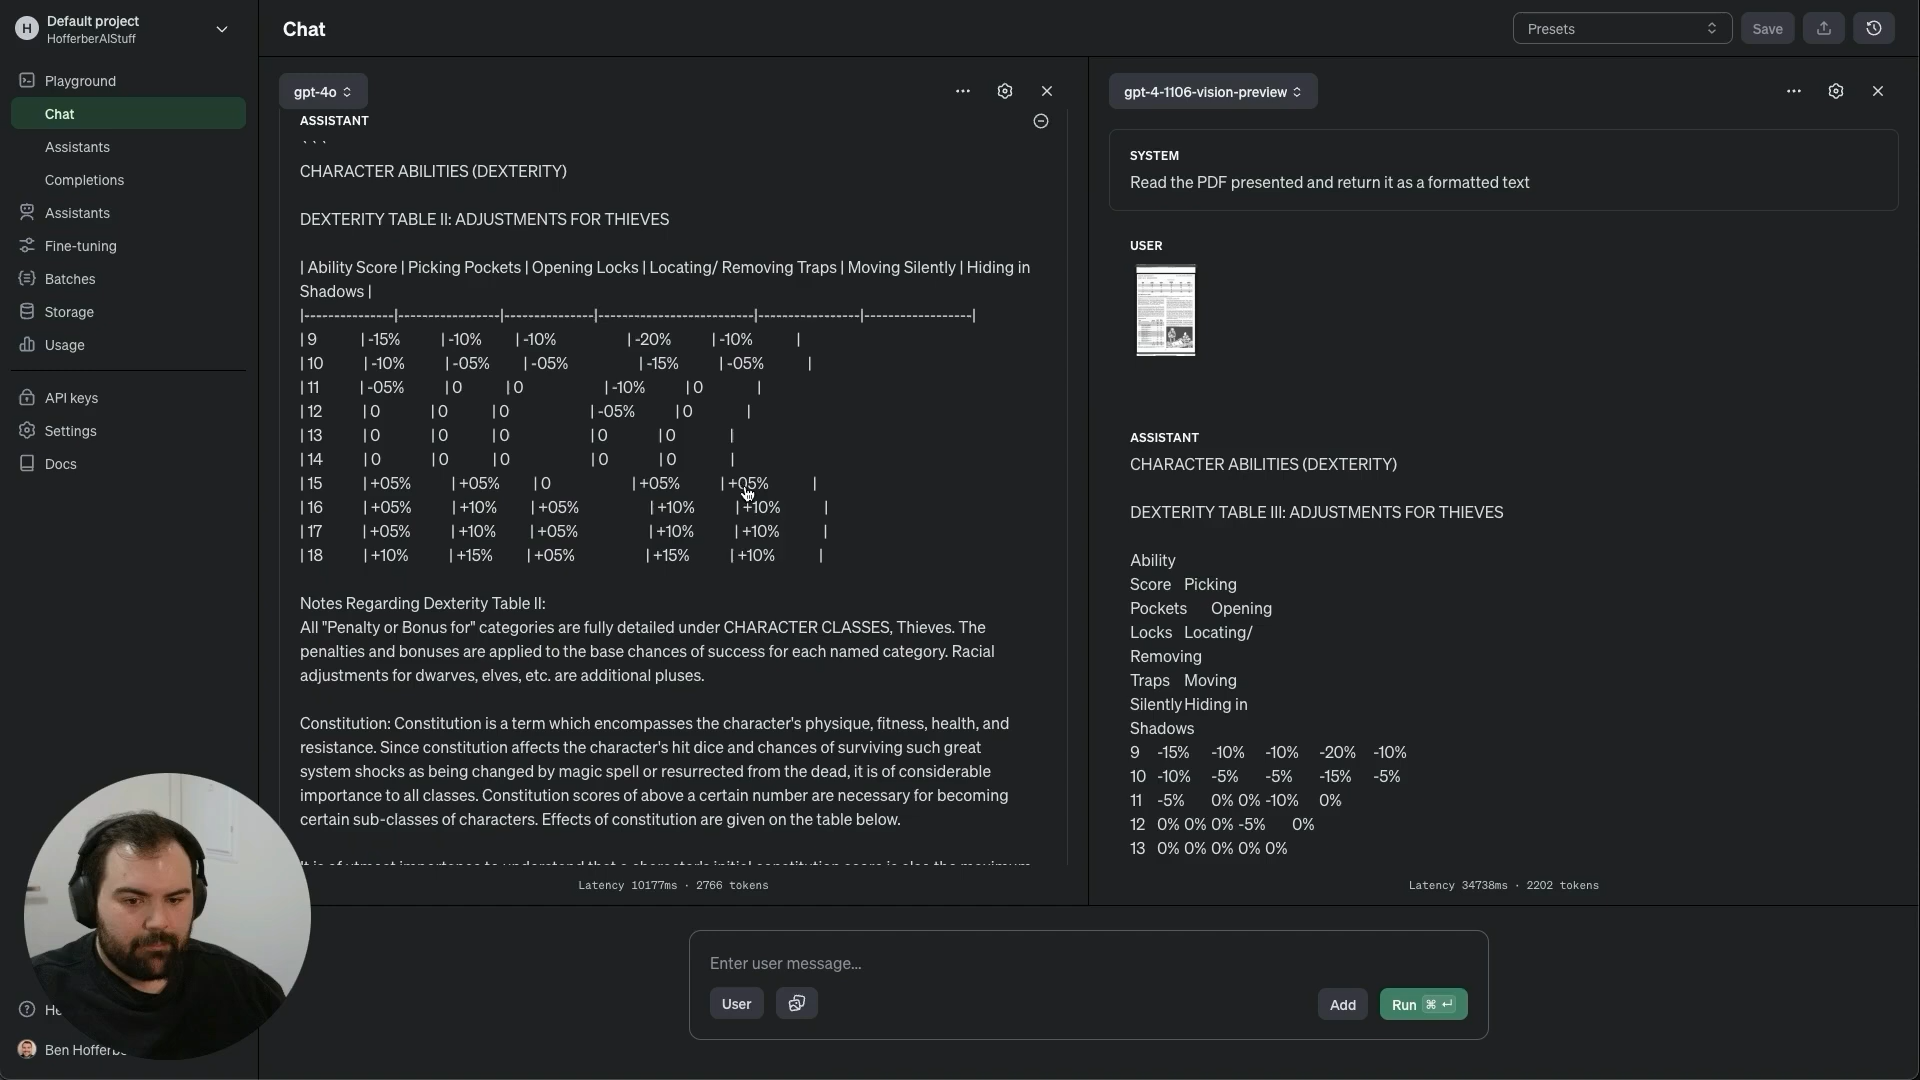 H
Default project
HofferberAIStuff
Playground
Chat
Assistants
Completions
Assistants
Fine-tuning
Batches
Storage
Usage
API keys
Settings
Docs
Ben Hofferb
Chat
Presets
Save
gpt-4o
ASSISTANT
```
CHARACTER ABILITIES (DEXTERITY)
DEXTERITY TABLE II: ADJUSTMENTS FOR THIEVES
| Ability Score | Picking Pockets | Opening Locks | Locating/ Removing Traps | Moving Silently | Hiding in
Shadows |
|---------------|-----------------|---------------|--------------------------|-----------------|------------------|
| 9 | -15% | -10% | -10% | -20% | -10% |
| 10 | -10% | -05% | -05% | -15% | -05% |
| 11 | -05% | 0 | 0 | -10% | 0 |
| 12 | 0 | 0 | 0 | -05% | 0 |
| 13 | 0 | 0 | 0 | 0 | 0 |
| 14 | 0 | 0 | 0 | 0 | 0 |
| 15 | +05% | +05% | 0 | +05% | +05% |
| 16 | +05% | +10% | +05% | +10% | +10% |
| 17 | +05% | +10% | +05% | +10% | +10% |
| 18 | +10% | +15% | +05% | +15% | +10% |
Notes Regarding Dexterity Table II:
All "Penalty or Bonus for" categories are fully detailed under CHARACTER CLASSES, Thieves. The
penalties and bonuses are applied to the base chances of success for each named category. Racial
adjustments for dwarves, elves, etc. are additional pluses.
Constitution: Constitution is a term which encompasses the character's physique, fitness, health, and
resistance. Since constitution affects the character's hit dice and chances of surviving such great
system shocks as being changed by magic spell or resurrected from the dead, it is of considerable
importance to all classes. Constitution scores of above a certain number are necessary for becoming
certain sub-classes of characters. Effects of constitution are given on the table below.
It is of utmost importance to understand that a character's initial constitution score is also the maximum
Latency 10177ms · 2766 tokens
gpt-4-1106-vision-preview
SYSTEM
Read the PDF presented and return it as a formatted text
USER
ASSISTANT
CHARACTER ABILITIES (DEXTERITY)
DEXTERITY TABLE III: ADJUSTMENTS FOR THIEVES
Ability
Score Picking
Pockets Opening
Locks Locating/
Removing
Traps Moving
Silently Hiding in
Shadows
9 -15% -10% -10% -20% -10%
10 -10% -5% -5% -15% -5%
11 -5% 0% 0% -10% 0%
12 0% 0% 0% -5% 0%
13 0% 0% 0% 0% 0%
Latency 34738ms · 2202 tokens
Enter user message...
User
Add
Run ⌘ ↵